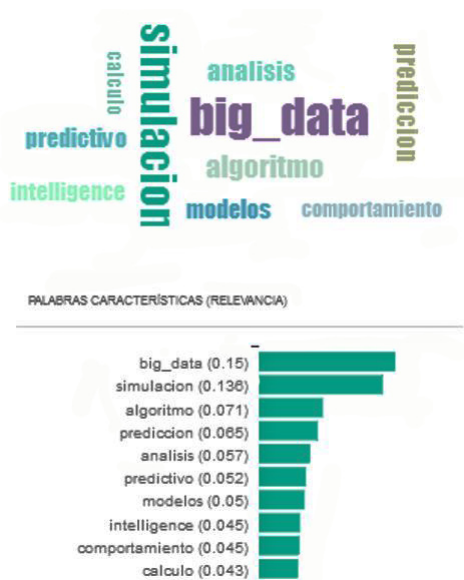 simulacion
calculo
analisis
prediccion
big_data
predictivo
algoritmo
intelligence
modelos
comportamiento
PALABRAS CARACTERÍSTICAS (RELEVANCIA)
big_data (0.15)
simulacion (0.136)
algoritmo (0.071)
prediccion (0.065)
analisis (0.057)
predictivo (0.052)
modelos (0.05)
intelligence (0.045)
comportamiento (0.045)
calculo (0.043)